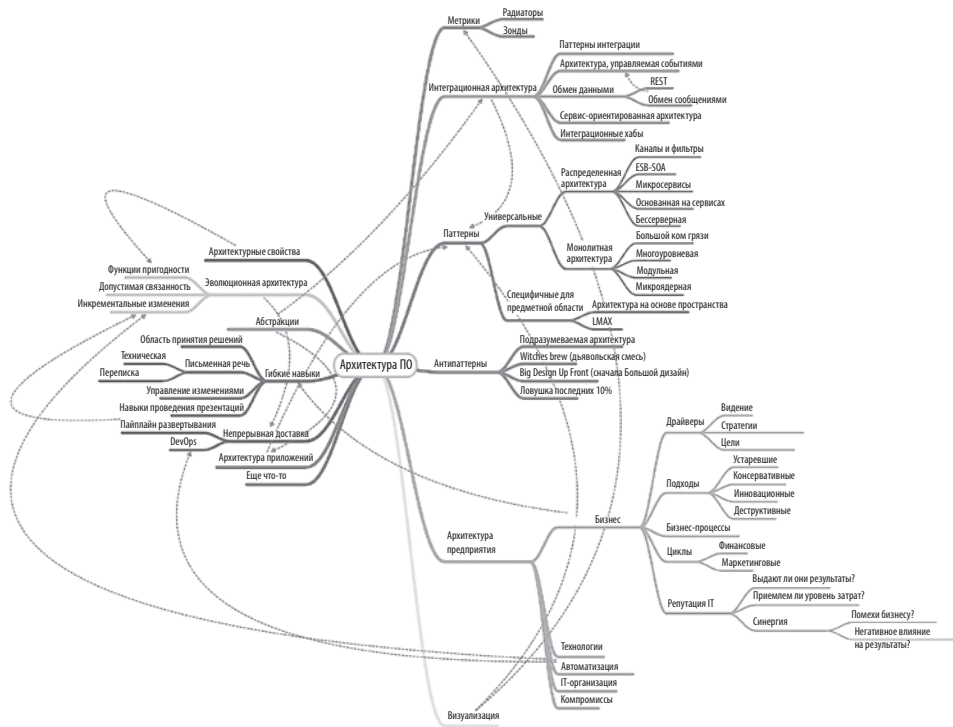 Метрики
Радиаторы
Зонды
Интеграционная архитектура
Паттерны интеграции
Архитектура, управляемая событиями
Обмен данными
REST
Обмен сообщениями
Сервис-ориентированная архитектура
Интеграционные хабы
Паттерны
Универсальные
Распределенная
архитектура
Каналы и фильтры
ESB-SOA
Микросервисы
Основанная на сервисах
Бессерверная
Монолитная
архитектура
Большой ком грязи
Многоуровневая
Модульная
Микроядерная
Специфичные для
предметной области
Архитектура на основе пространства
LMAX
Архитектурные свойства
Эволюционная архитектура
Функции пригодности
Допустимая связанность
Инкрементальные изменения
Абстракции
Архитектура ПО
Гибкие навыки
Область принятия решений
Письменная речь
Техническая
Переписка
Управление изменениями
Навыки проведения презентаций
Непрерывная доставка
Пайплайн развертывания
DevOps
Архитектура приложений
Еще что-то
Антипаттерны
Подразумеваемая архитектура
Witches brew (дьявольская смесь)
Big Design Up Front (сначала Большой дизайн)
Ловушка последних 10%
Архитектура
предприятия
Бизнес
Драйверы
Видение
Стратегии
Цели
Подходы
Устаревшие
Консервативные
Инновационные
Деструктивные
Бизнес-процессы
Циклы
Финансовые
Маркетинговые
Репутация IT
Выдают ли они результаты?
Приемлем ли уровень затрат?
Синергия
Помехи бизнесу?
Негативное влияние
на результаты?
Технологии
Автоматизация
IT-организация
Компромиссы
Визуализация